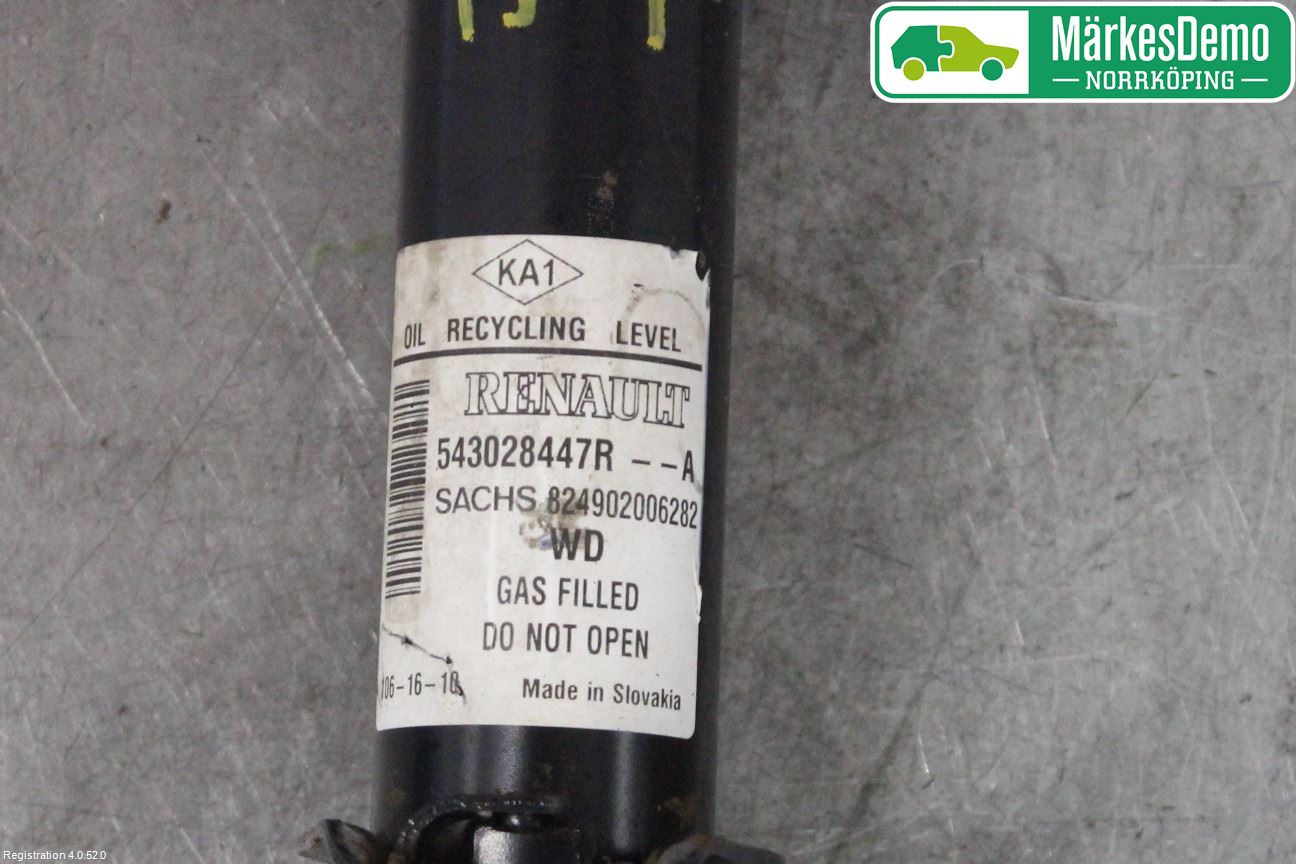 MärkesDemo
NORRKÖPING
KA1
OIL RECYCLING LEVEL
RENAULT
543028447R --A
SACHS 824902006282
WD
GAS FILLED
DO NOT OPEN
106-16-10
Made in Slovakia
Registration 4.0.52.0